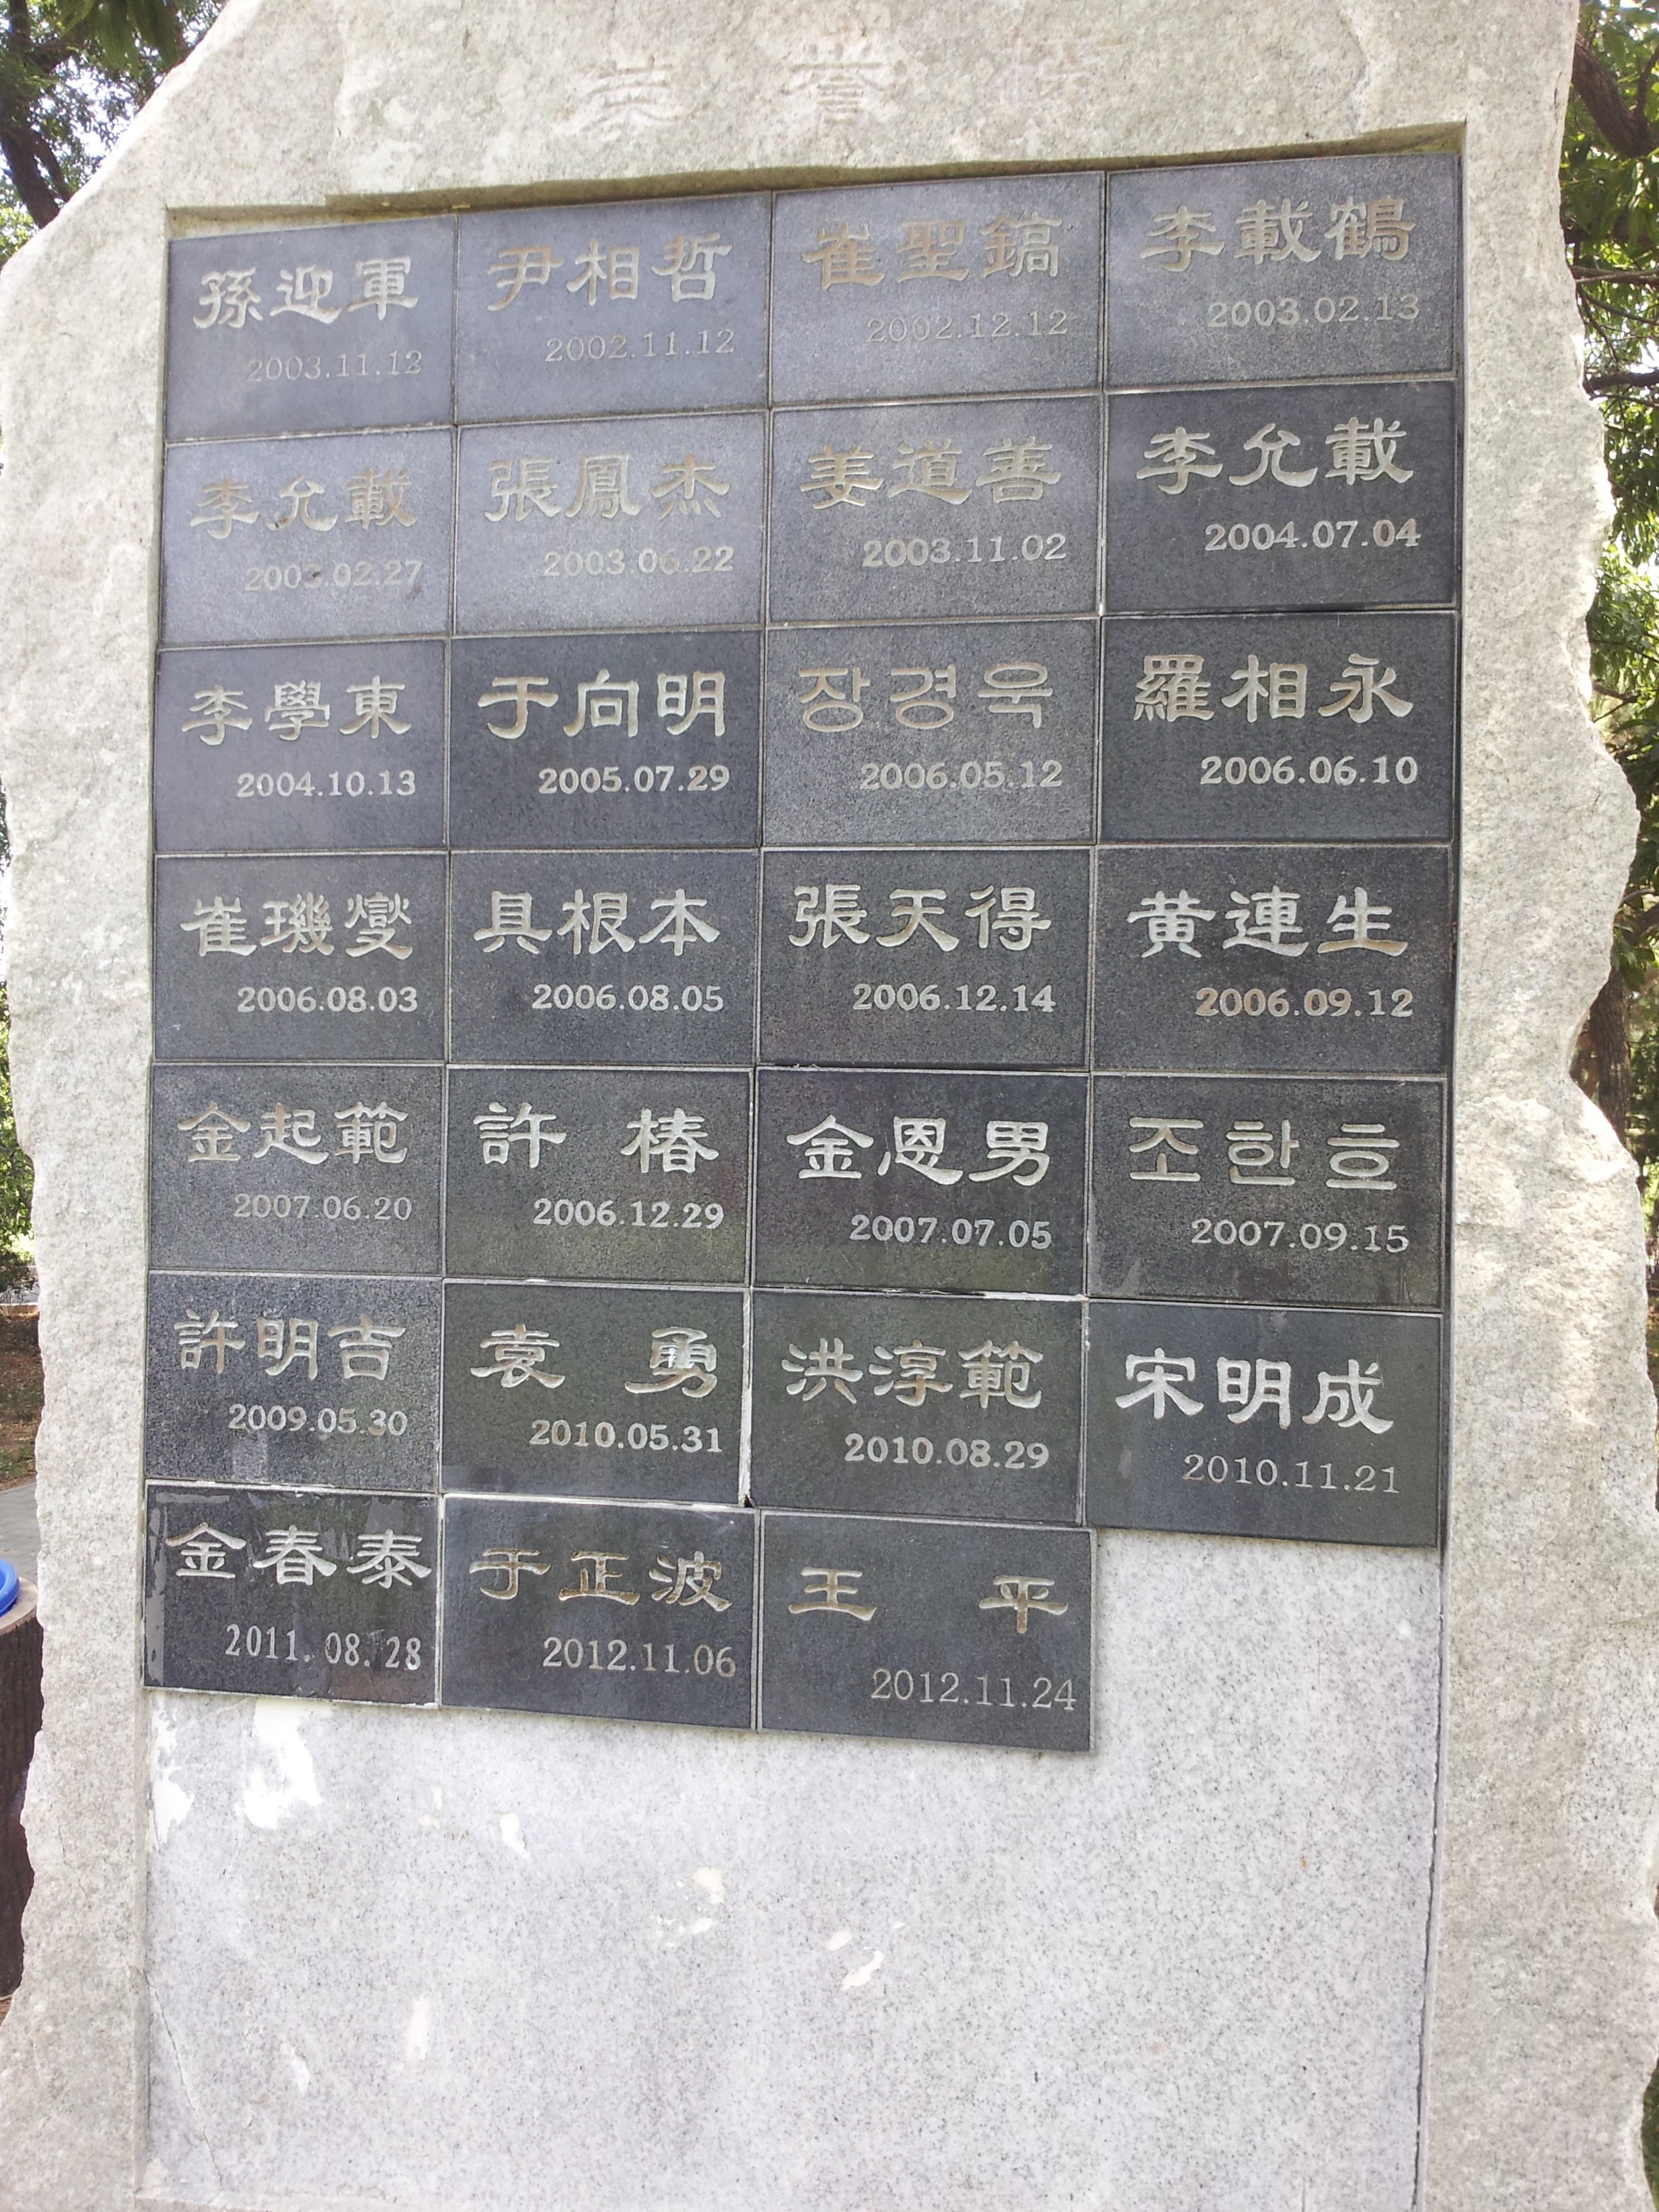 榮譽榜
孫迎軍
2003.11.12
尹相哲
2002.11.12
崔聖鎬
2002.12.12
李載鶴
2003.02.13
李允載
2003.02.27
張鳳杰
2003.06.22
姜道善
2003.11.02
李允載
2004.07.04
李學東
2004.10.13
于向明
2005.07.29
장경욱
2006.05.12
羅相永
2006.06.10
崔璣燮
2006.08.03
具根本
2006.08.05
張天得
2006.12.14
黄連生
2006.09.12
金起範
2007.06.20
許 椿
2006.12.29
金恩男
2007.07.05
조한흐
2007.09.15
許明吉
2009.05.30
袁 勇
2010.05.31
洪淳範
2010.08.29
宋明成
2010.11.21
金春泰
2011.08.28
于正波
2012.11.06
王 平
2012.11.24